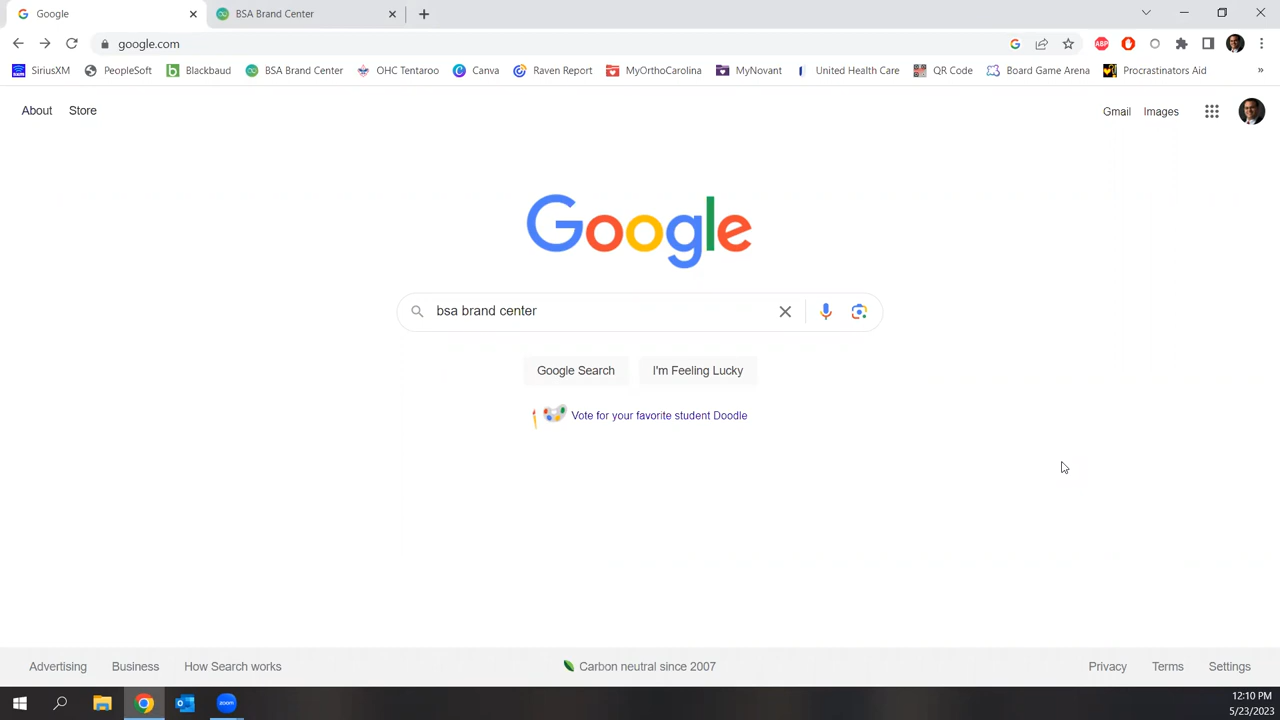 Google
BSA Brand Center
google.com
SiriusXM PeopleSoft Blackbaud BSA Brand Center OHC Temtaroo Canva Raven Report MyOrthoCarolina MyNovant United Health Care QR Code Board Game Arena Procrastinators Aid »
About Store Gmail Images
Google
bsa brand center
Google Search I'm Feeling Lucky
Vote for your favorite student Doodle
Advertising Business How Search works Carbon neutral since 2007 Privacy Terms Settings
zoom
12:10 PM
5/23/2023